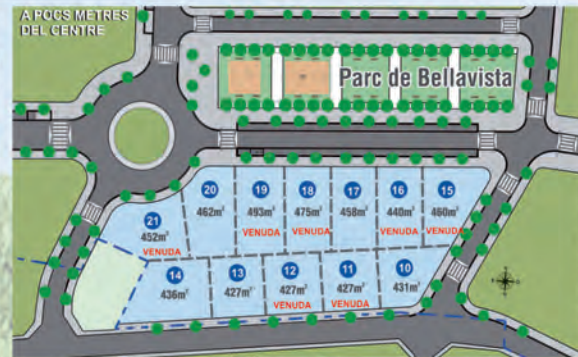 A POCS METRES
DEL CENTRE
Parc de Bellavista
20
462m²
19
493m²
VENUDA
18
475m²
VENUDA
17
458m²
16
440m²
VENUDA
15
460m²
VENUDA
21
452m²
VENUDA
14
436m²
13
427m²
12
427m²
VENUDA
11
427m²
VENUDA
10
431m²